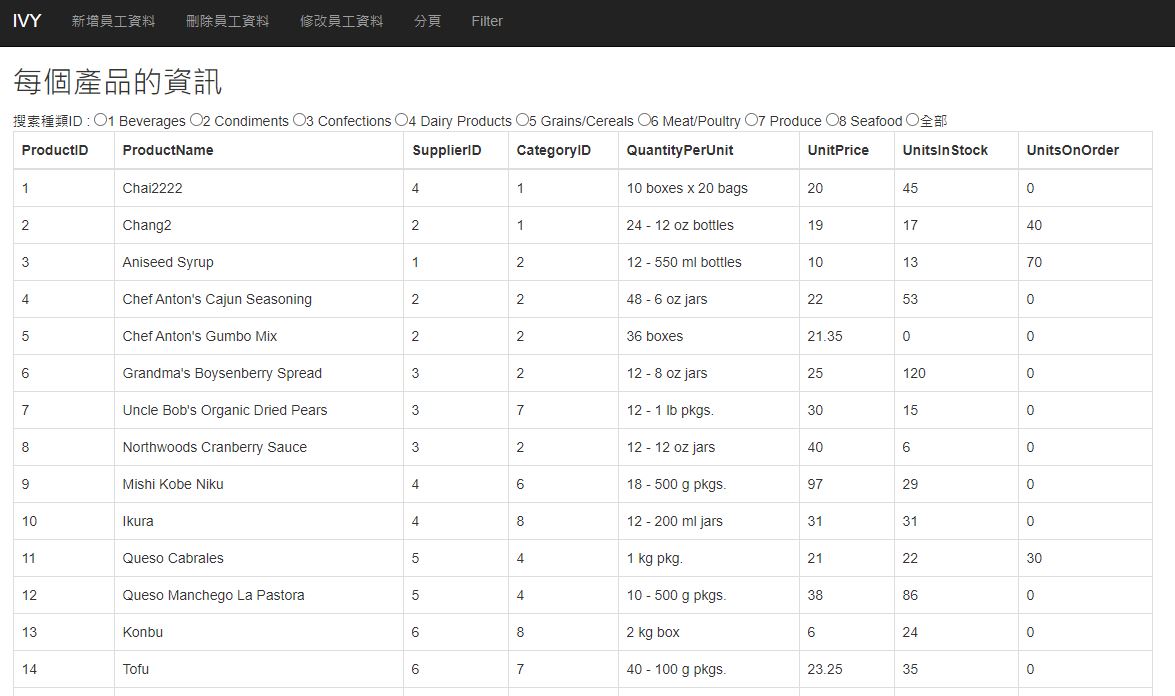 IVY 新增員工資料 刪除員工資料 修改員工資料 分頁 Filter
每個產品的資訊
搜索種類ID : 1 Beverages 2 Condiments 3 Confections 4 Dairy Products 5 Grains/Cereals 6 Meat/Poultry 7 Produce 8 Seafood 全部
ProductID ProductName SupplierID CategoryID QuantityPerUnit UnitPrice UnitsInStock UnitsOnOrder
1 Chai2222 4 1 10 boxes x 20 bags 20 45 0
2 Chang2 2 1 24 - 12 oz bottles 19 17 40
3 Aniseed Syrup 1 2 12 - 550 ml bottles 10 13 70
4 Chef Anton's Cajun Seasoning 2 2 48 - 6 oz jars 22 53 0
5 Chef Anton's Gumbo Mix 2 2 36 boxes 21.35 0 0
6 Grandma's Boysenberry Spread 3 2 12 - 8 oz jars 25 120 0
7 Uncle Bob's Organic Dried Pears 3 7 12 - 1 lb pkgs. 30 15 0
8 Northwoods Cranberry Sauce 3 2 12 - 12 oz jars 40 6 0
9 Mishi Kobe Niku 4 6 18 - 500 g pkgs. 97 29 0
10 Ikura 4 8 12 - 200 ml jars 31 31 0
11 Queso Cabrales 5 4 1 kg pkg. 21 22 30
12 Queso Manchego La Pastora 5 4 10 - 500 g pkgs. 38 86 0
13 Konbu 6 8 2 kg box 6 24 0
14 Tofu 6 7 40 - 100 g pkgs. 23.25 35 0